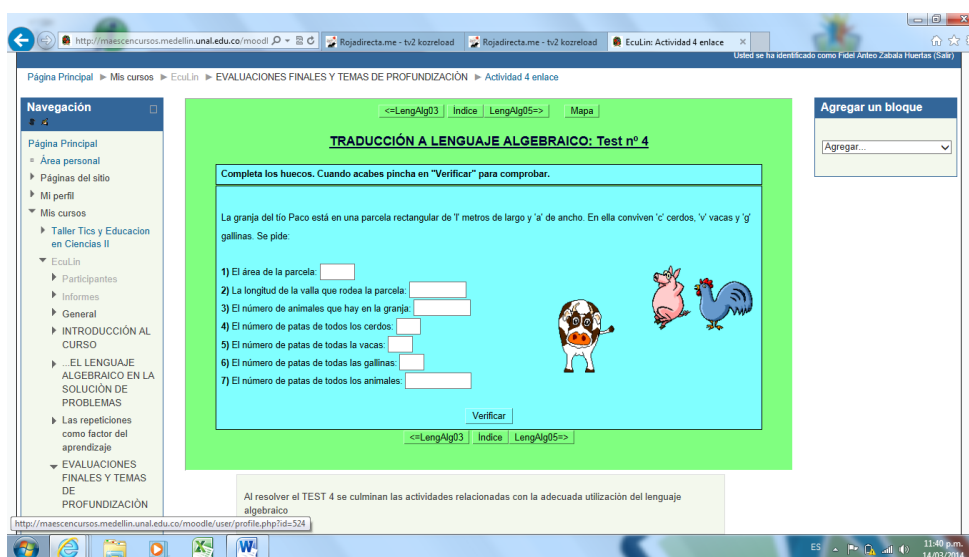 http://maescencursos.medellin.unal.edu.co/moodl
Rojadirecta.me - tv2 kozreload
Rojadirecta.me - tv2 kozreload
EcuLin: Actividad 4 enlace
Usted se ha identificado como Fidel Anteo Zabala Huertas (Salir)
Página Principal ► Mis cursos ► EcuLin ► EVALUACIONES FINALES Y TEMAS DE PROFUNDIZACIÒN ► Actividad 4 enlace
Navegación
Página Principal
Área personal
Páginas del sitio
Mi perfil
Mis cursos
Taller Tics y Educacion
en Ciencias II
EcuLin
Participantes
Informes
General
INTRODUCCIÓN AL
CURSO
...EL LENGUAJE
ALGEBRAICO EN LA
SOLUCIÒN DE
PROBLEMAS
Las repeticiones
como factor del
aprendizaje
EVALUACIONES
FINALES Y TEMAS
DE
PROFUNDIZACIÒN
<=LengAlg03 Índice LengAlg05=> Mapa
TRADUCCIÓN A LENGUAJE ALGEBRAICO: Test nº 4
Completa los huecos. Cuando acabes pincha en "Verificar" para comprobar.
La granja del tío Paco está en una parcela rectangular de 'l' metros de largo y 'a' de ancho. En ella conviven 'c' cerdos, 'v' vacas y 'g'
gallinas. Se pide:
1) El área de la parcela:
2) La longitud de la valla que rodea la parcela:
3) El número de animales que hay en la granja:
4) El número de patas de todos los cerdos:
5) El número de patas de todas la vacas:
6) El número de patas de todas las gallinas:
7) El número de patas de todos los animales:
Verificar
<=LengAlg03 Índice LengAlg05=>
Al resolver el TEST 4 se culminan las actividades relacionadas con la adecuada utilización del lenguaje
algebraico
Agregar un bloque
Agregar...
http://maescencursos.medellin.unal.edu.co/moodle/user/profile.php?id=524
ES
11:40 p.m.
14/03/2014